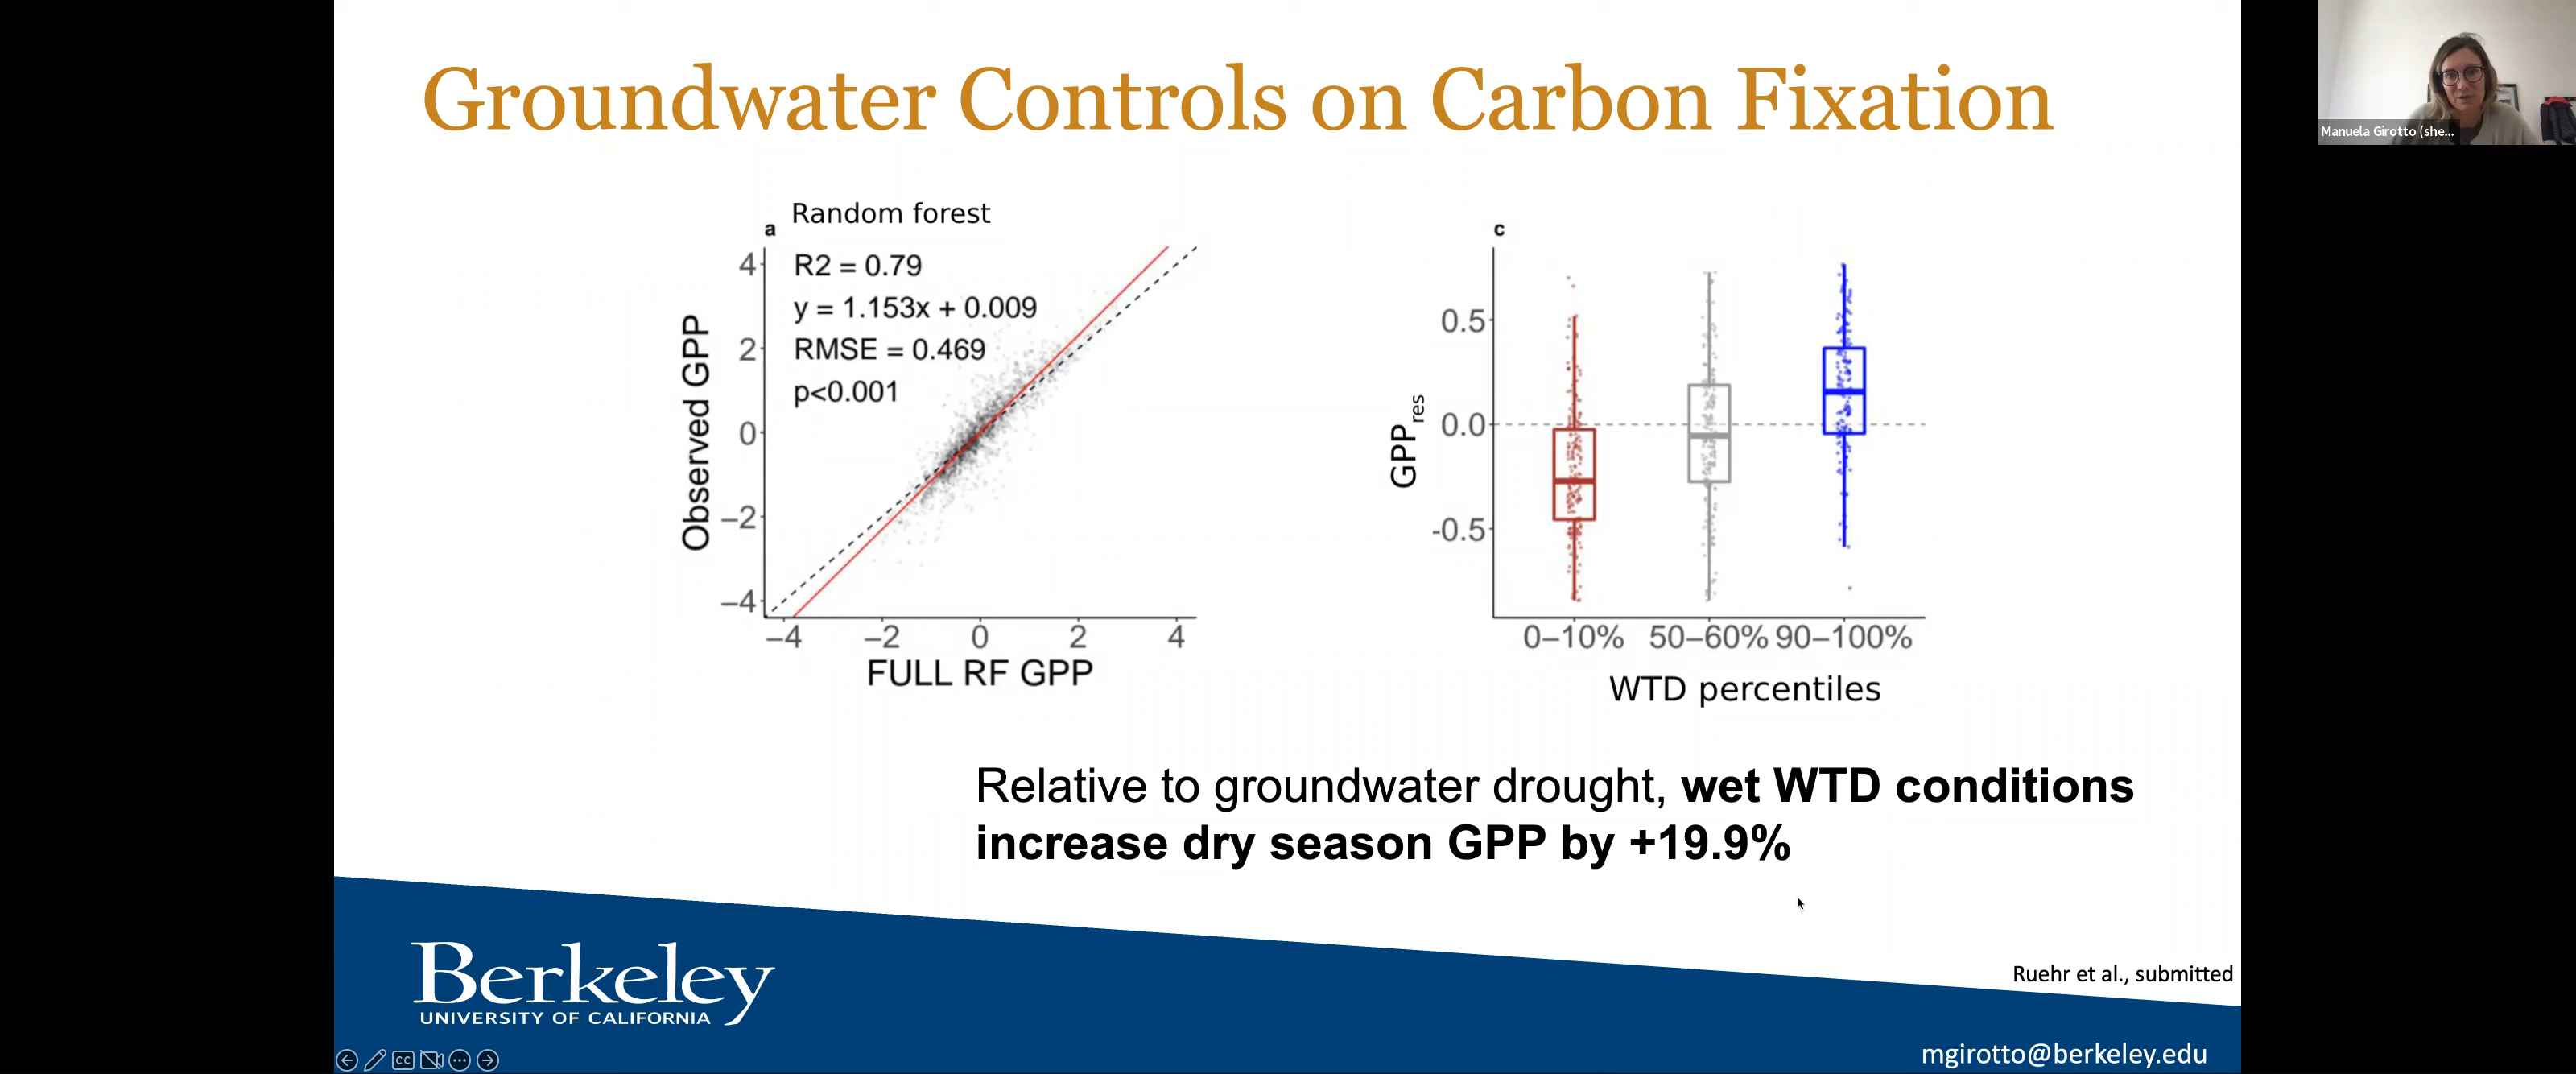 Groundwater Controls on Carbon Fixation
Manuela Girotto (she...
a
Random forest
R2 = 0.79
y = 1.153x + 0.009
RMSE = 0.469
p<0.001
Observed GPP
4
2
0
−2
−4
−4 −2 0 2 4
FULL RF GPP
c
GPPres
0.5
0.0
-0.5
0−10% 50−60% 90−100%
WTD percentiles
Relative to groundwater drought, wet WTD conditions
increase dry season GPP by +19.9%
Berkeley
UNIVERSITY OF CALIFORNIA
Ruehr et al., submitted
mgirotto@berkeley.edu
CC